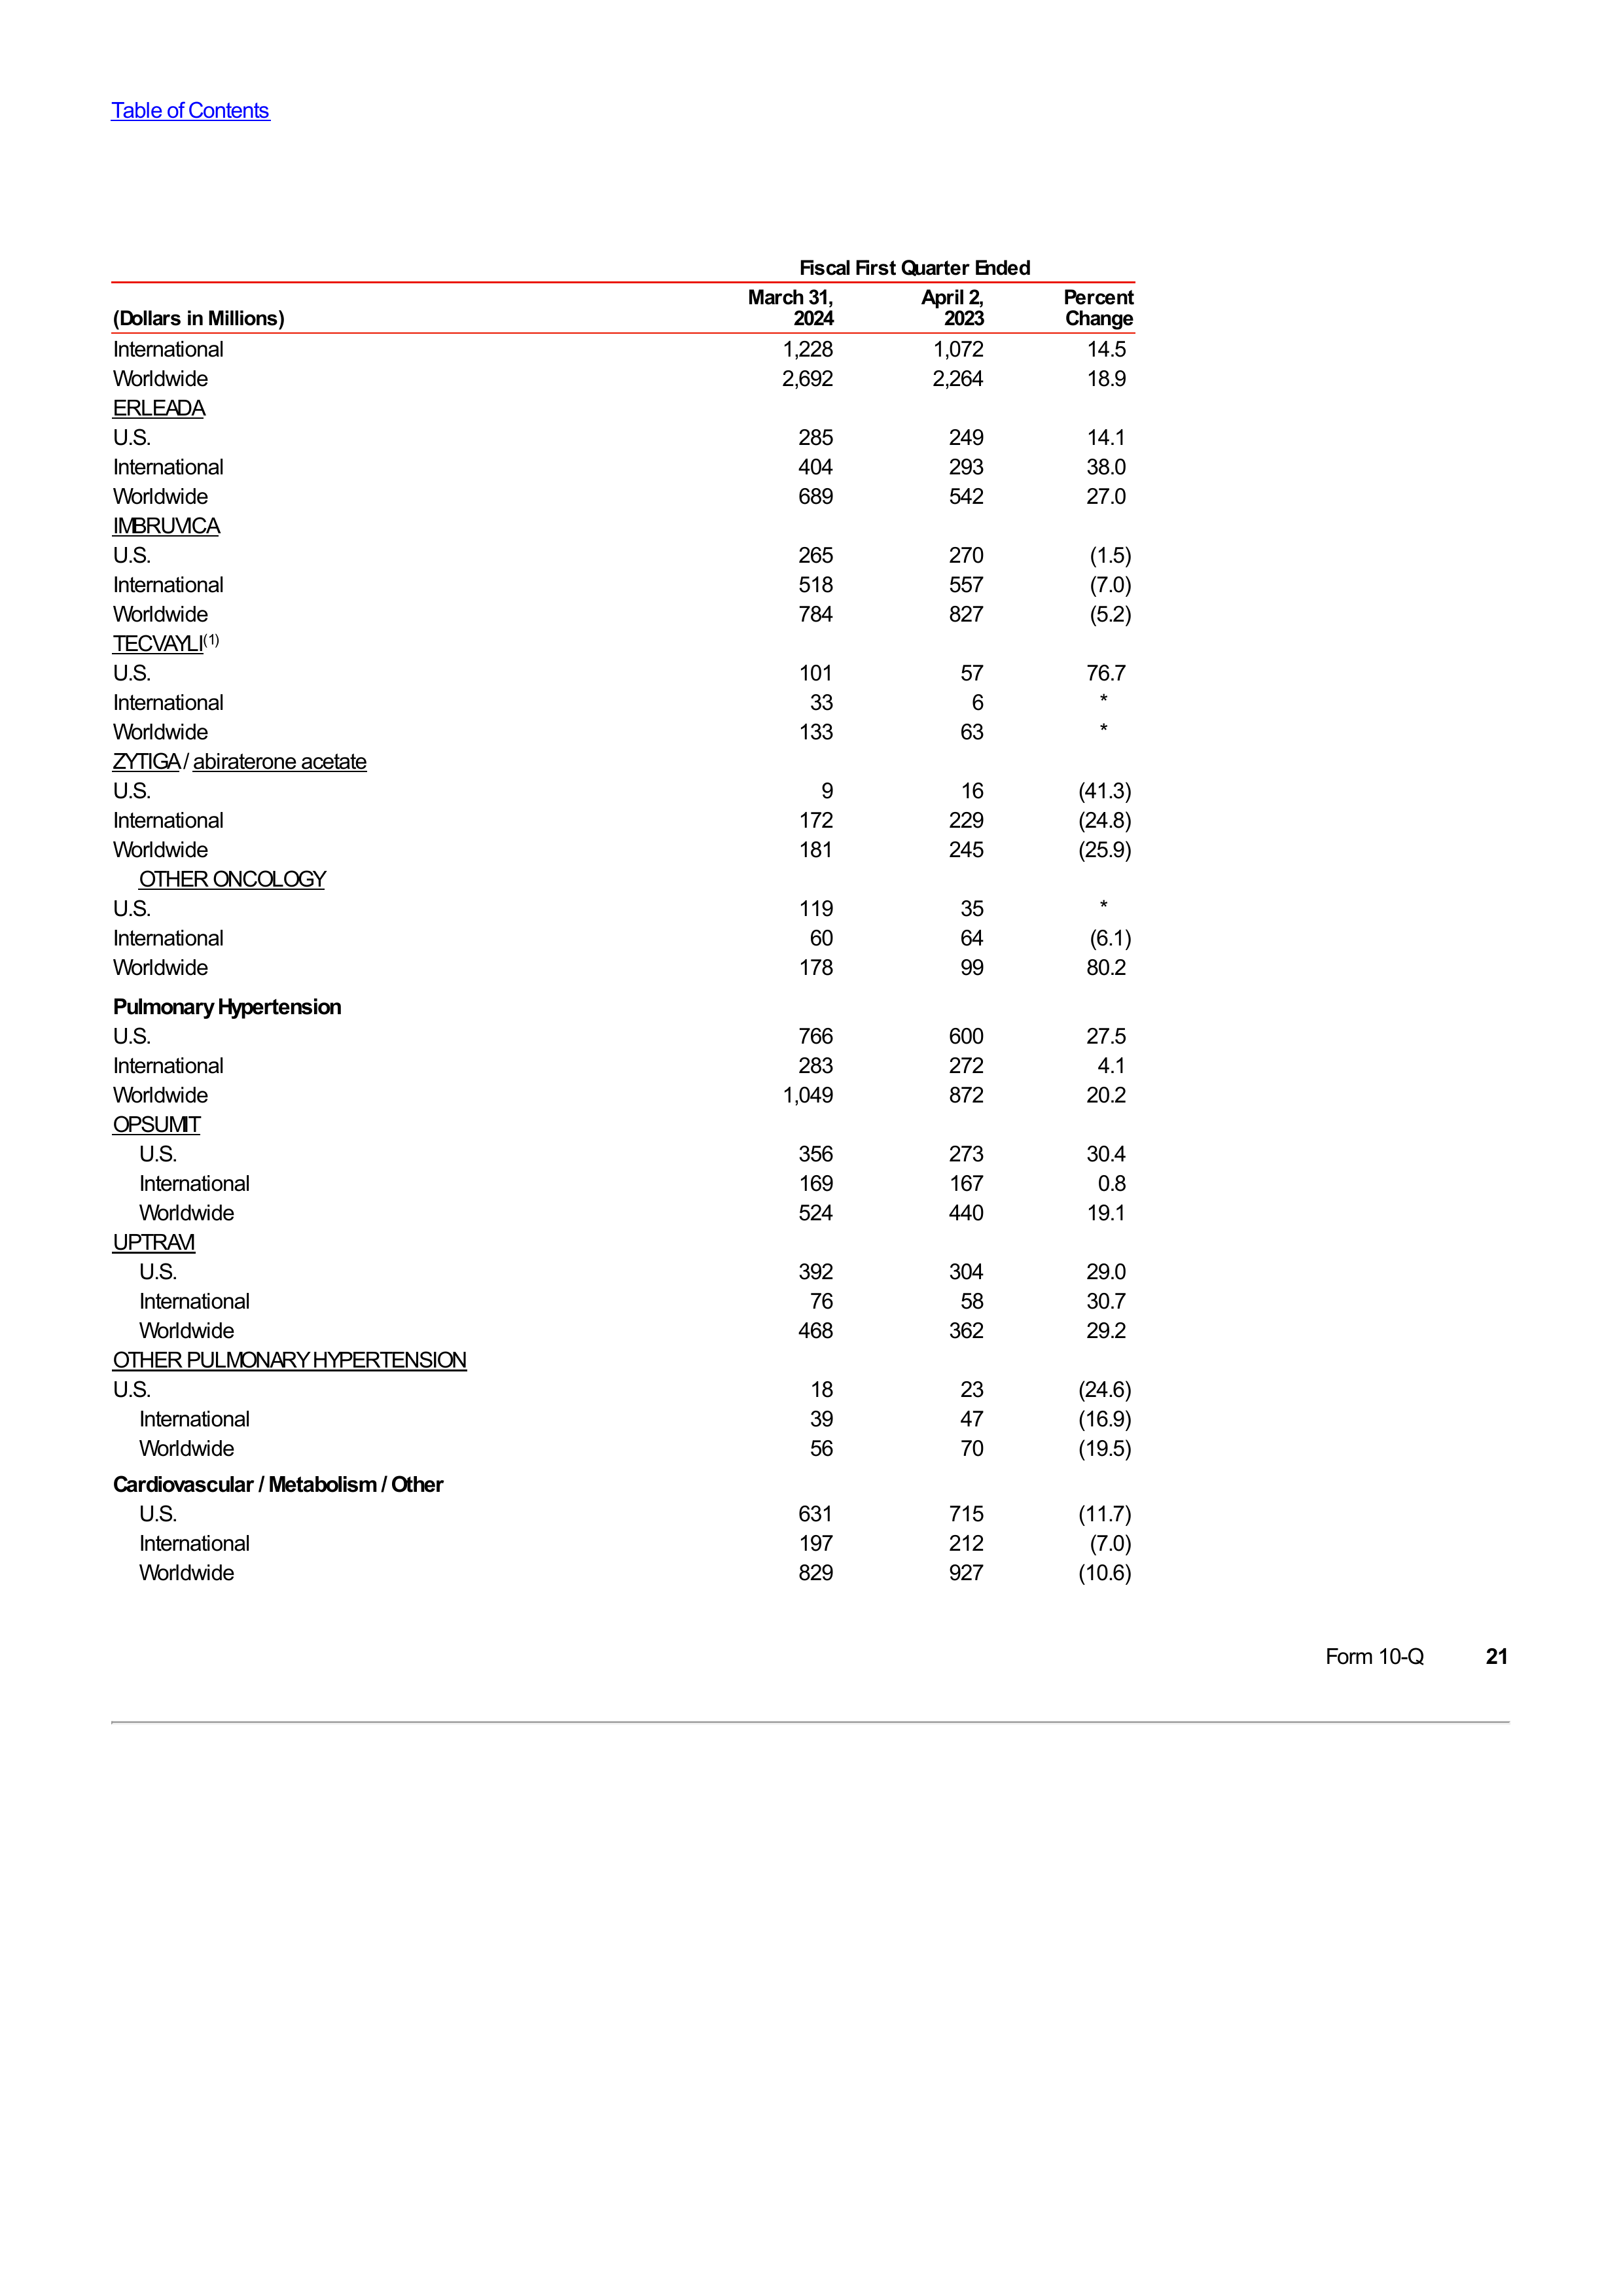 Table of Contents
Fiscal First Quarter Ended
(Dollars in Millions) March 31, 2024 April 2, 2023 Percent Change
International 1,228 1,072 14.5
Worldwide 2,692 2,264 18.9
ERLEADA
U.S. 285 249 14.1
International 404 293 38.0
Worldwide 689 542 27.0
IMBRUVICA
U.S. 265 270 (1.5)
International 518 557 (7.0)
Worldwide 784 827 (5.2)
TECVAYLI(1)
U.S. 101 57 76.7
International 33 6 *
Worldwide 133 63 *
ZYTIGA / abiraterone acetate
U.S. 9 16 (41.3)
International 172 229 (24.8)
Worldwide 181 245 (25.9)
OTHER ONCOLOGY
U.S. 119 35 *
International 60 64 (6.1)
Worldwide 178 99 80.2
Pulmonary Hypertension
U.S. 766 600 27.5
International 283 272 4.1
Worldwide 1,049 872 20.2
OPSUMIT
U.S. 356 273 30.4
International 169 167 0.8
Worldwide 524 440 19.1
UPTRAVI
U.S. 392 304 29.0
International 76 58 30.7
Worldwide 468 362 29.2
OTHER PULMONARY HYPERTENSION
U.S. 18 23 (24.6)
International 39 47 (16.9)
Worldwide 56 70 (19.5)
Cardiovascular / Metabolism / Other
U.S. 631 715 (11.7)
International 197 212 (7.0)
Worldwide 829 927 (10.6)
Form 10-Q 21